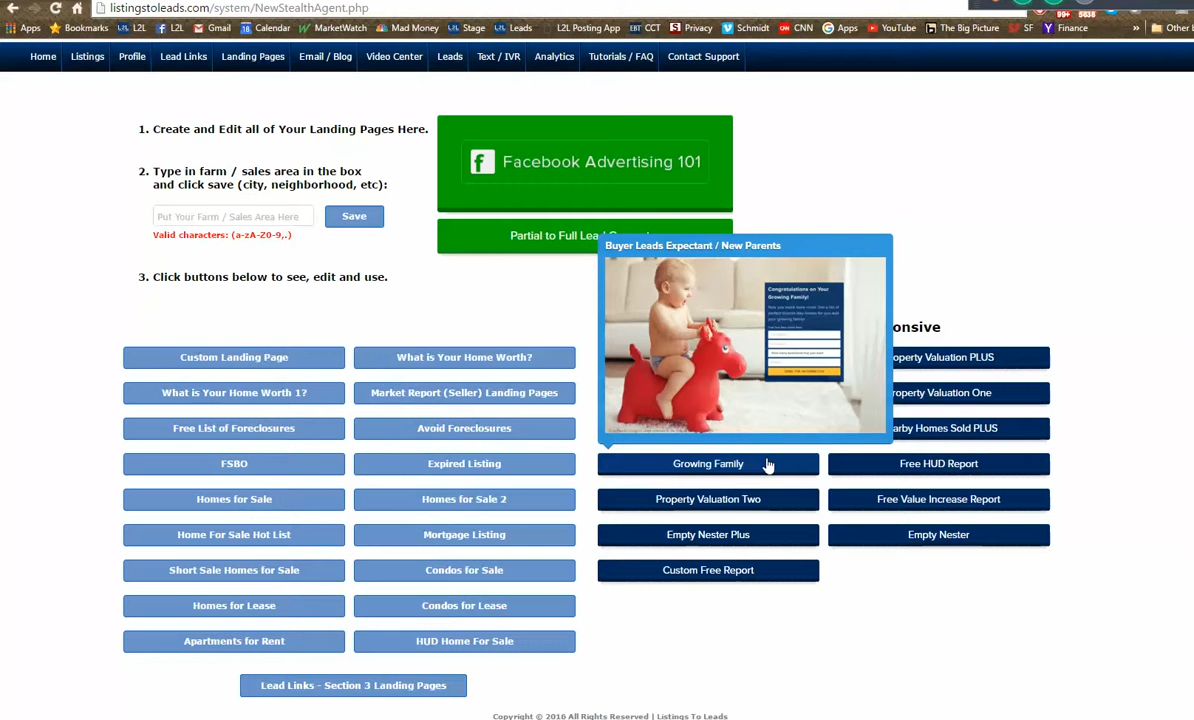 listingstoleads.com/system/NewStealthAgent.php
Apps Bookmarks L2L L2L Gmail Calendar MarketWatch Mad Money Stage Leads L2L Posting App EBT CCT Privacy Schmidt CNN Apps YouTube The Big Picture SF Finance » Other b
99+ 5635
Home Listings Profile Lead Links Landing Pages Email / Blog Video Center Leads Text / IVR Analytics Tutorials / FAQ Contact Support
1. Create and Edit all of Your Landing Pages Here.
Facebook Advertising 101
2. Type in farm / sales area in the box
and click save (city, neighborhood, etc):
Put Your Farm / Sales Area Here Save
Valid characters: (a-zA-Z0-9,.)
Partial to Full Lea
Buyer Leads Expectant / New Parents
3. Click buttons below to see, edit and use.
Congratulations on Your
Growing Family!
onsive
Custom Landing Page What is Your Home Worth? operty Valuation PLUS
What is Your Home Worth 1? Market Report (Seller) Landing Pages operty Valuation One
Free List of Foreclosures Avoid Foreclosures arby Homes Sold PLUS
FSBO Expired Listing Growing Family Free HUD Report
Homes for Sale Homes for Sale 2 Property Valuation Two Free Value Increase Report
Home For Sale Hot List Mortgage Listing Empty Nester Plus Empty Nester
Short Sale Homes for Sale Condos for Sale Custom Free Report
Homes for Lease Condos for Lease
Apartments for Rent HUD Home For Sale
Lead Links - Section 3 Landing Pages
Copyright © 2016 All Rights Reserved | Listings To Leads